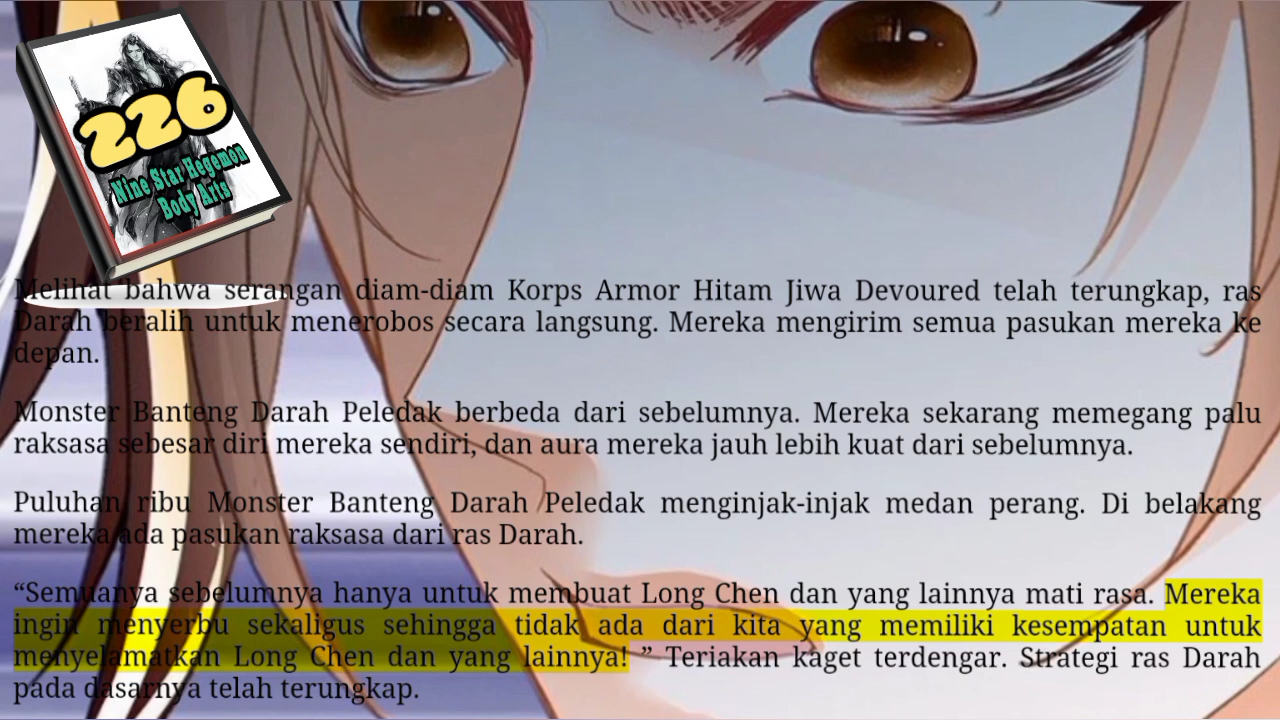 226
Nine Star Hegemon
Body Arts
Melihat bahwa serangan diam-diam Korps Armor Hitam Jiwa Devoured telah terungkap, ras
Darah beralih untuk menerobos secara langsung. Mereka mengirim semua pasukan mereka ke
depan.
Monster Banteng Darah Peledak berbeda dari sebelumnya. Mereka sekarang memegang palu
raksasa sebesar diri mereka sendiri, dan aura mereka jauh lebih kuat dari sebelumnya.
Puluhan ribu Monster Banteng Darah Peledak menginjak-injak medan perang. Di belakang
mereka ada pasukan raksasa dari ras Darah.
“Semuanya sebelumnya hanya untuk membuat Long Chen dan yang lainnya mati rasa. Mereka
ingin menyerbu sekaligus sehingga tidak ada dari kita yang memiliki kesempatan untuk
menyelamatkan Long Chen dan yang lainnya! ” Teriakan kaget terdengar. Strategi ras Darah
pada dasarnya telah terungkap.